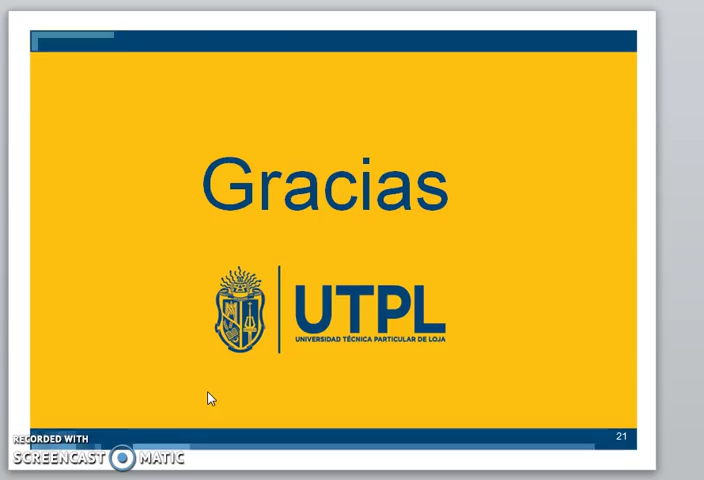 Gracias
UTPL
UNIVERSIDAD TÉCNICA PARTICULAR DE LOJA
21
RECORDED WITH
SCREENCAST MATIC